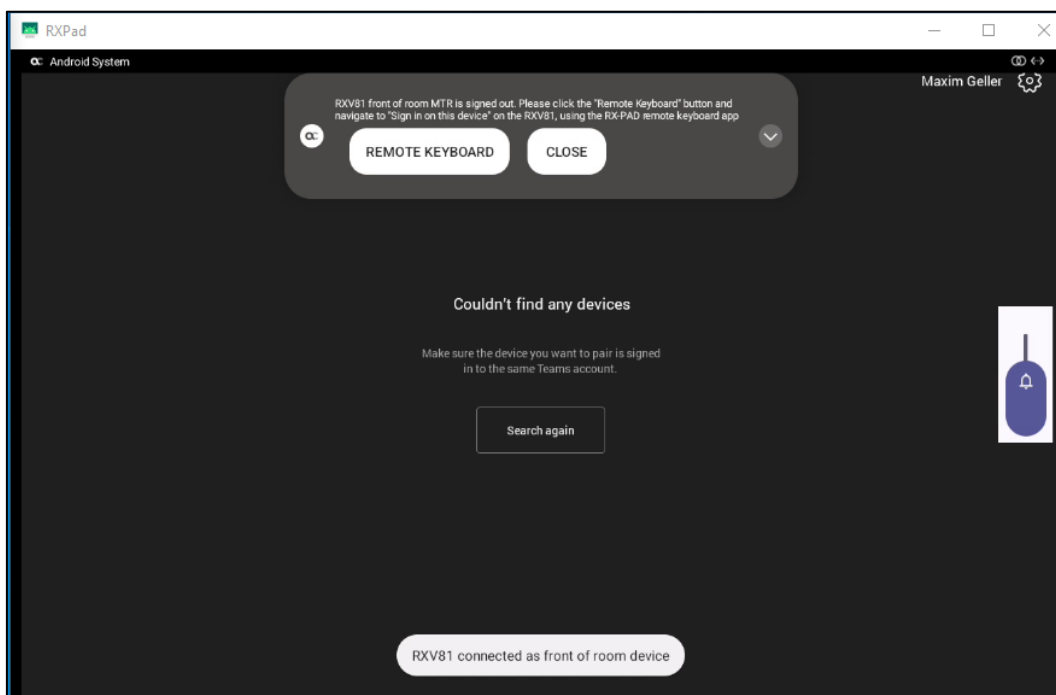 RXPad
Android System
Maxim Geller
RXV81 front of room MTR is signed out. Please click the "Remote Keyboard" button and
navigate to "Sign in on this device" on the RXV81, using the RX-PAD remote keyboard app
REMOTE KEYBOARD
CLOSE
Couldn't find any devices
Make sure the device you want to pair is signed
in to the same Teams account.
Search again
RXV81 connected as front of room device